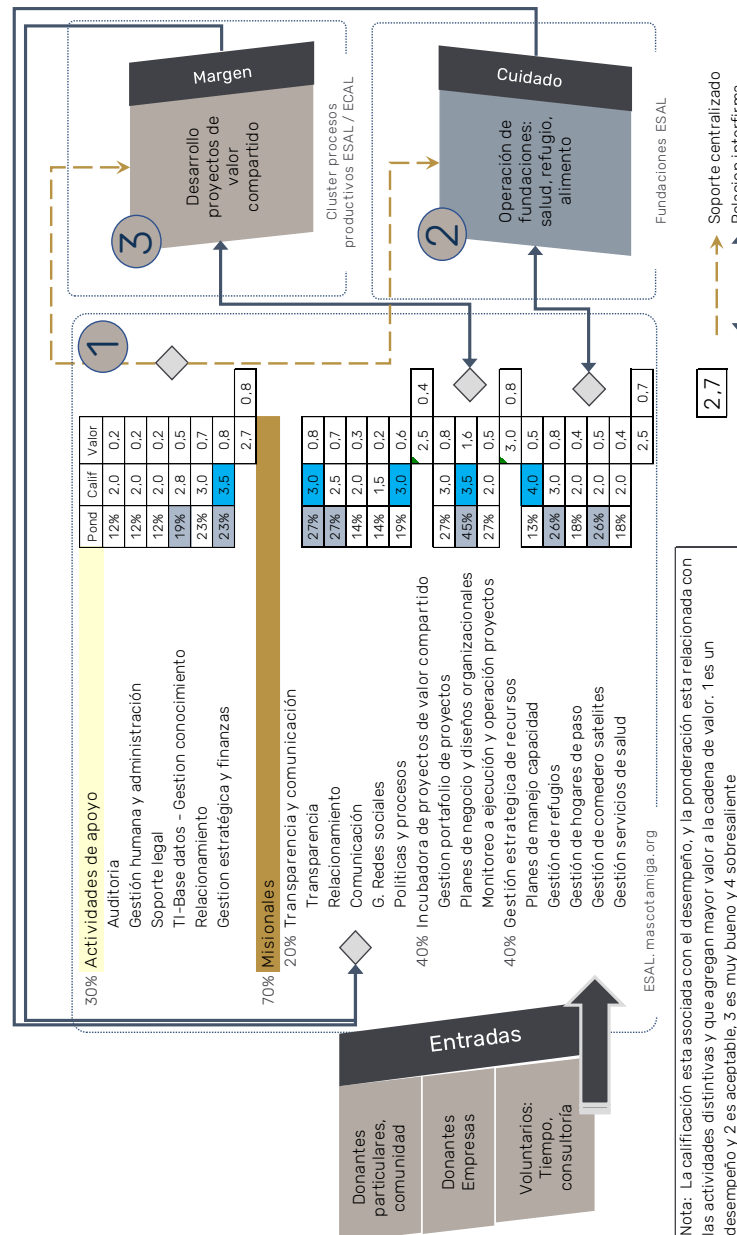 Donantes
particulares,
comunidad
Donantes
Empresas
Voluntarios:
Tiempo,
consultoría
Entradas
1
Pond Calif Valor
30% Actividades de apoyo
Auditoria 12% 2,0 0,2
Gestión humana y administración 12% 2,0 0,2
Soporte legal 12% 2,0 0,2
TI-Base datos - Gestion conocimiento 19% 2,8 0,5
Relacionamiento 23% 3,0 0,7
Gestion estratégica y finanzas 23% 3,5 0,8
2,7 0,8
70% Misionales
20% Transparencia y comunicación
Transparencia 27% 3,0 0,8
Relacionamiento 27% 2,5 0,7
Comunicación 14% 2,0 0,3
G. Redes sociales 14% 1,5 0,2
Políticas y procesos 19% 3,0 0,6
40% Incubadora de proyectos de valor compartido 2,5 0,4
Gestion portafolio de proyectos 27% 3,0 0,8
Planes de negocio y diseños organizacionales 45% 3,5 1,6
Monitoreo a ejecución y operación proyectos 27% 2,0 0,5
40% Gestión estrategica de recursos 3,0 0,8
Planes de manejo capacidad 13% 4,0 0,5
Gestión de refugios 26% 3,0 0,8
Gestión de hogares de paso 18% 2,0 0,4
Gestión de comedero satelites 26% 2,0 0,5
Gestión servicios de salud 18% 2,0 0,4
2,5 0,7
ESAL. mascotamiga.org
2,7
3
Desarrollo
proyectos de
valor
compartido
Margen
Cluster procesos
productivos ESAL / ECAL
2
Operación de
fundaciones:
salud, refugio,
alimento
Cuidado
Fundaciones ESAL
Soporte centralizado
Relacion interfirma
Nota: La calificación esta asociada con el desempeño, y la ponderación esta relacionada con
las actividades distintivas y que agregan mayor valor a la cadena de valor. 1 es un
desempeño y 2 es aceptable, 3 es muy bueno y 4 sobresaliente